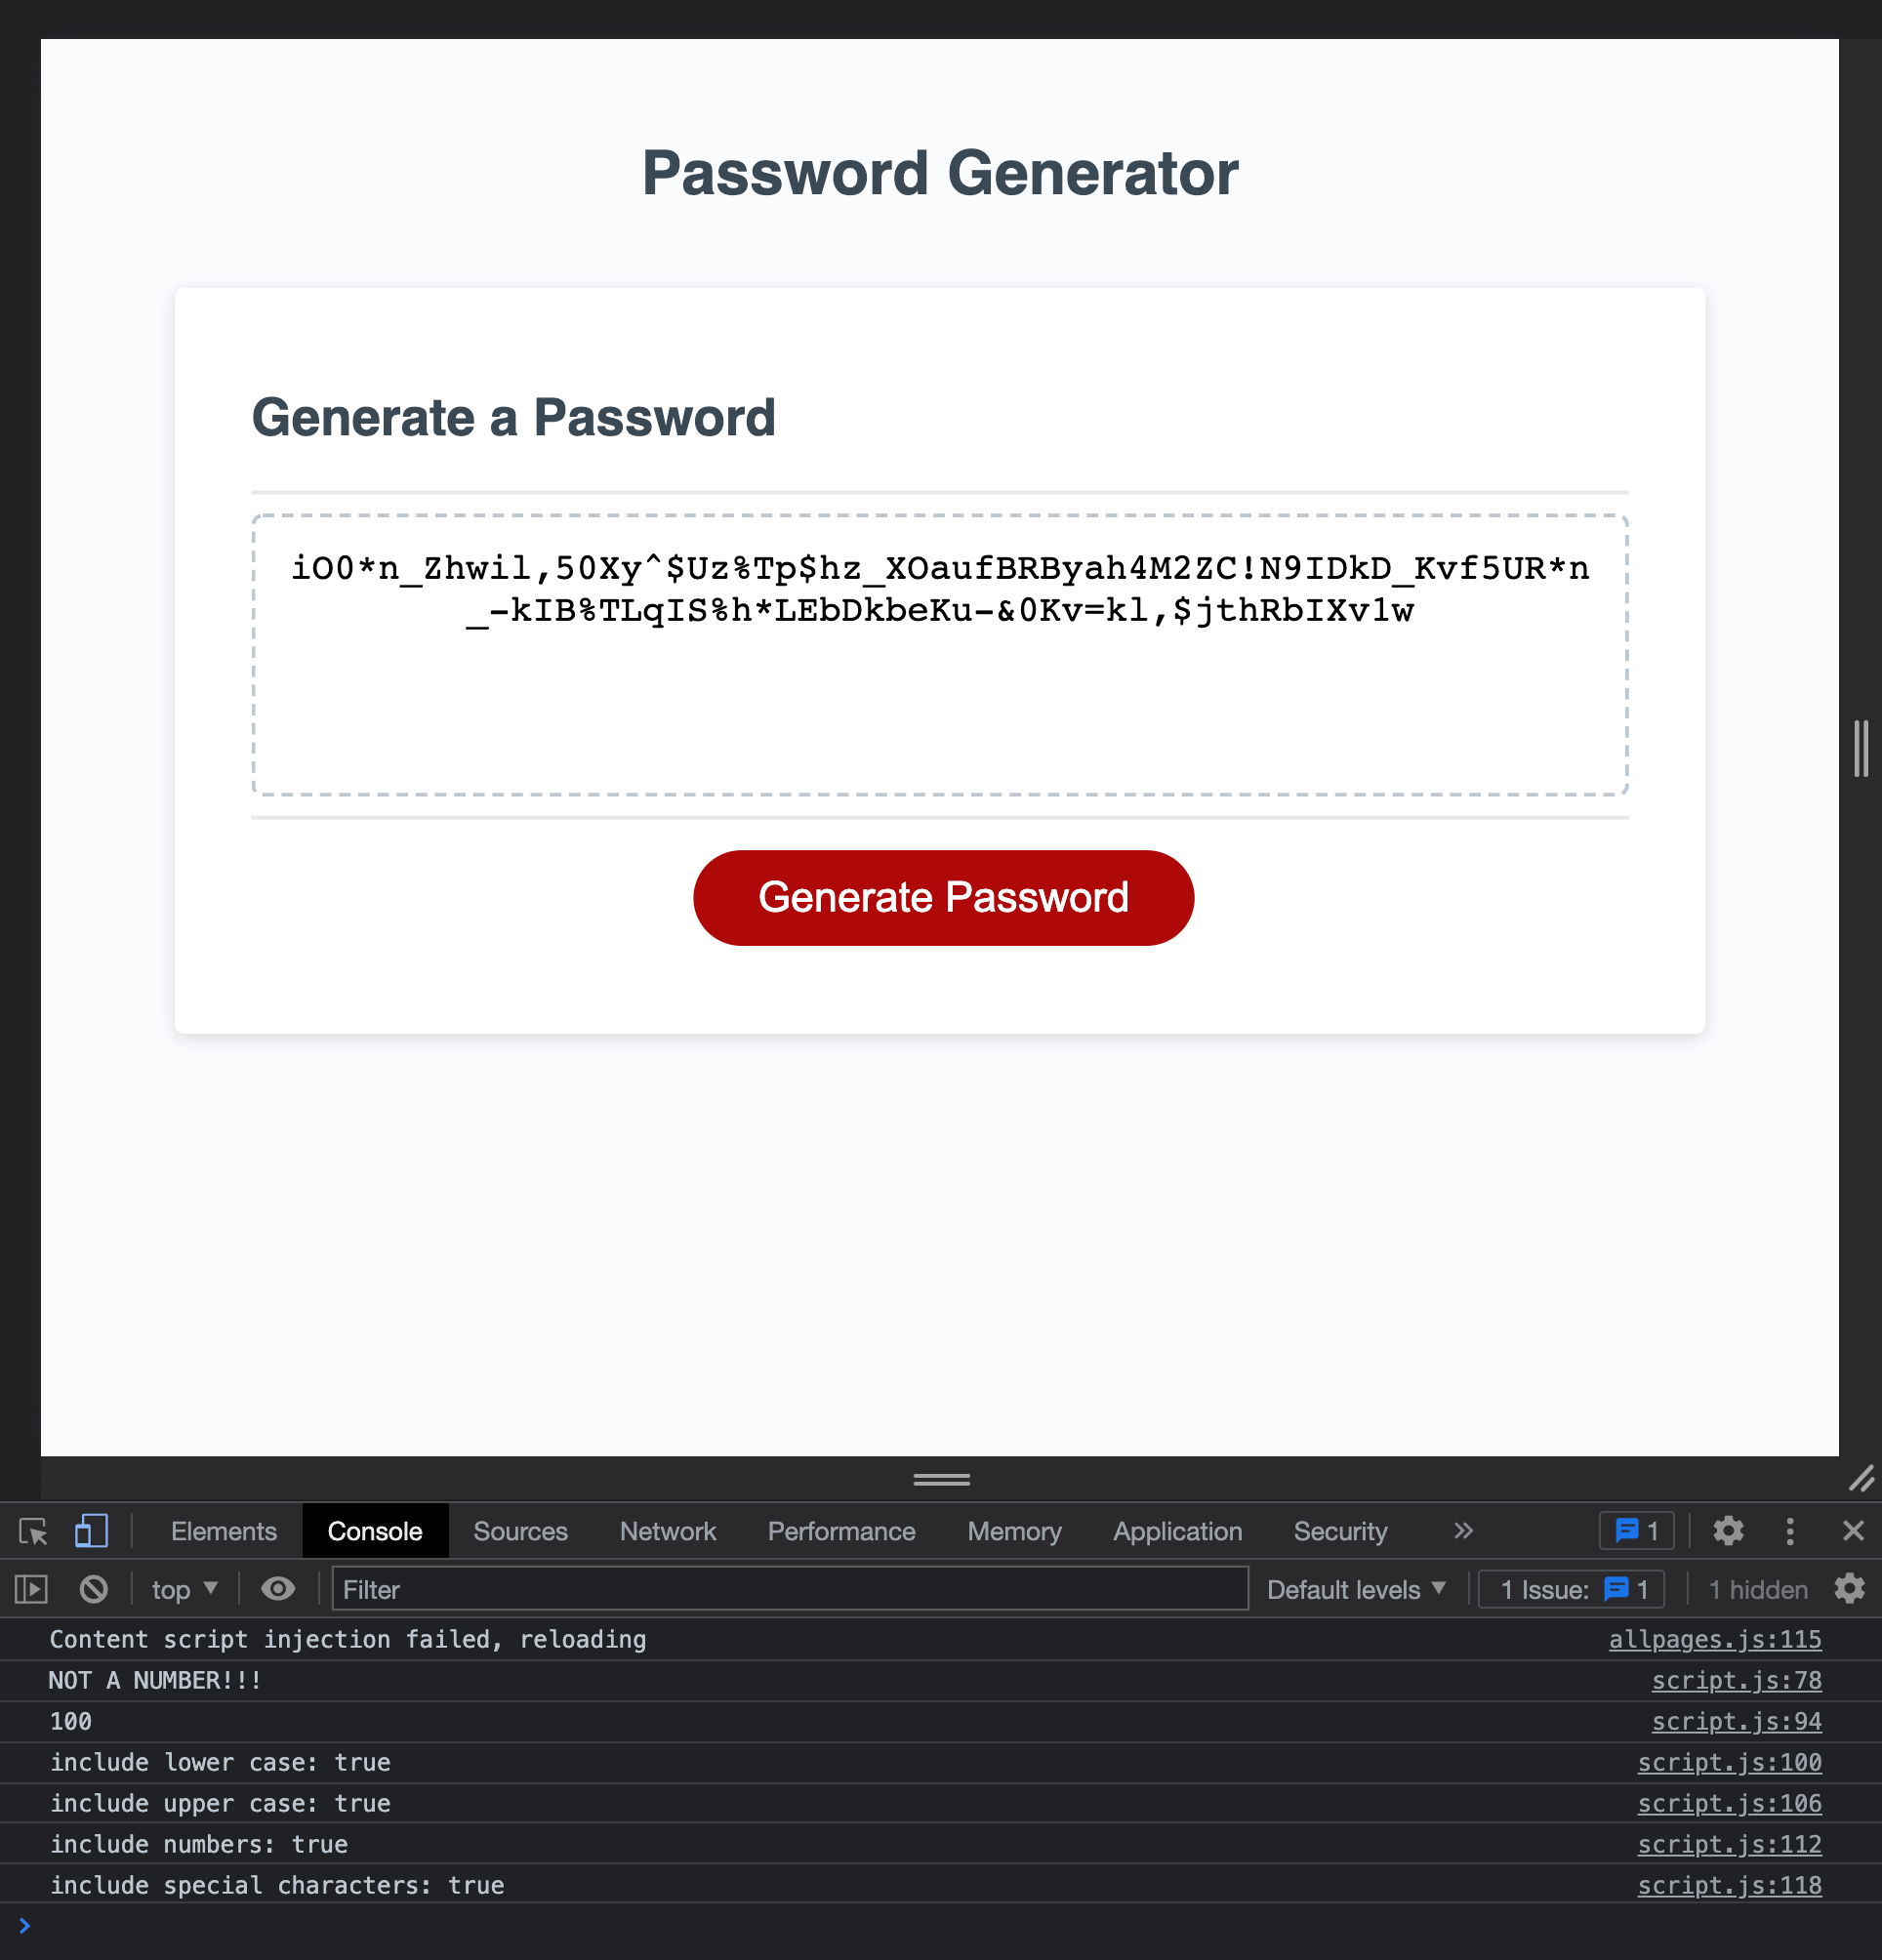 Password Generator
Generate a Password
iO0*n_Zhwil,50Xy^$Uz%Tp$hz_XOaufBRByah4M2ZC!N9IDkD_Kvf5UR*n
_-kIB%TLqIS%h*LEbDkbeKu-&0Kv=kl,$jthRbIXv1w
Generate Password
Elements Console Sources Network Performance Memory Application Security » 1
top Filter Default levels 1 Issue: 1 1 hidden
Content script injection failed, reloading allpages.js:115
NOT A NUMBER!!! script.js:78
100 script.js:94
include lower case: true script.js:100
include upper case: true script.js:106
include numbers: true script.js:112
include special characters: true script.js:118